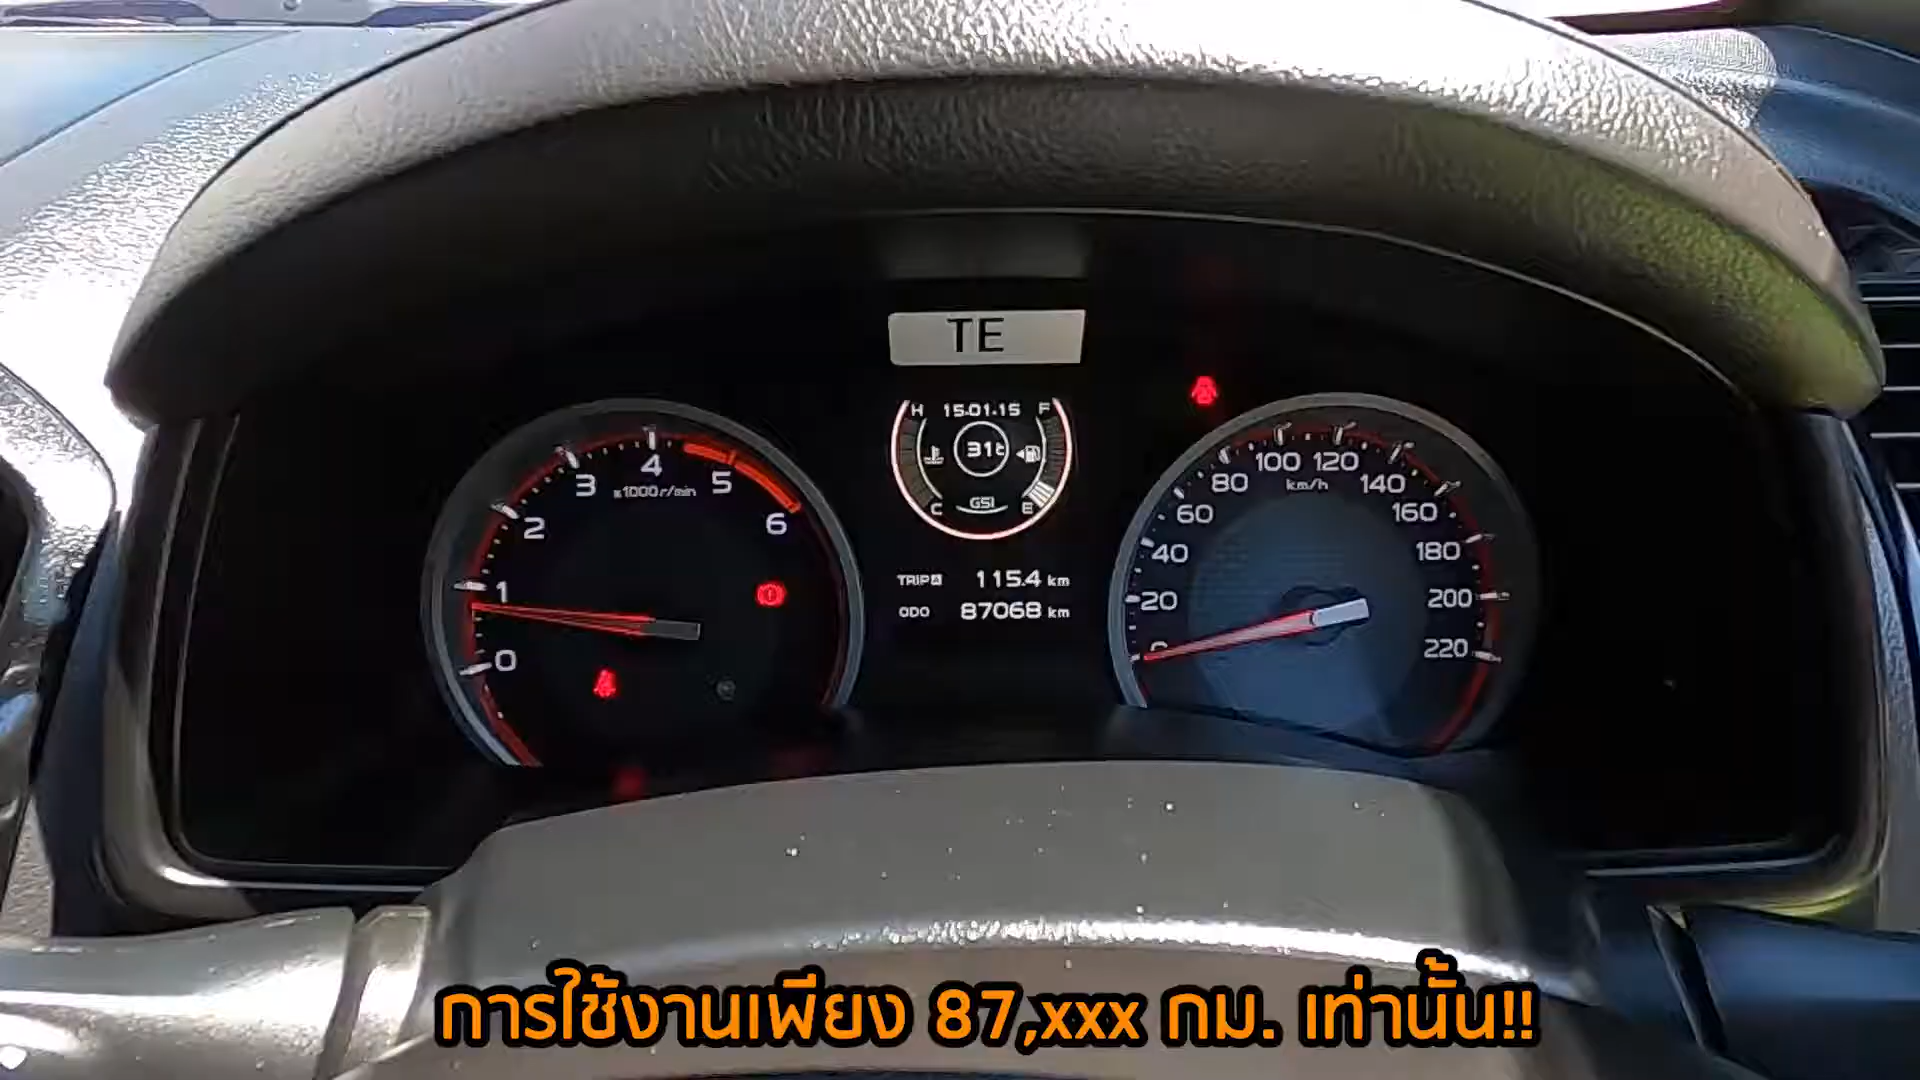 TE
H 15-01-15 F
31℃
C GSI E
TRIP A 115.4 km
ODO 87068 km
0 1 2 3 4 5 6
x1000 r/min
0 20 40 60 80 100 120 140 160 180 200 220
km/h
การใช้งานเพียง 87,xxx กม. เท่านั้น!!